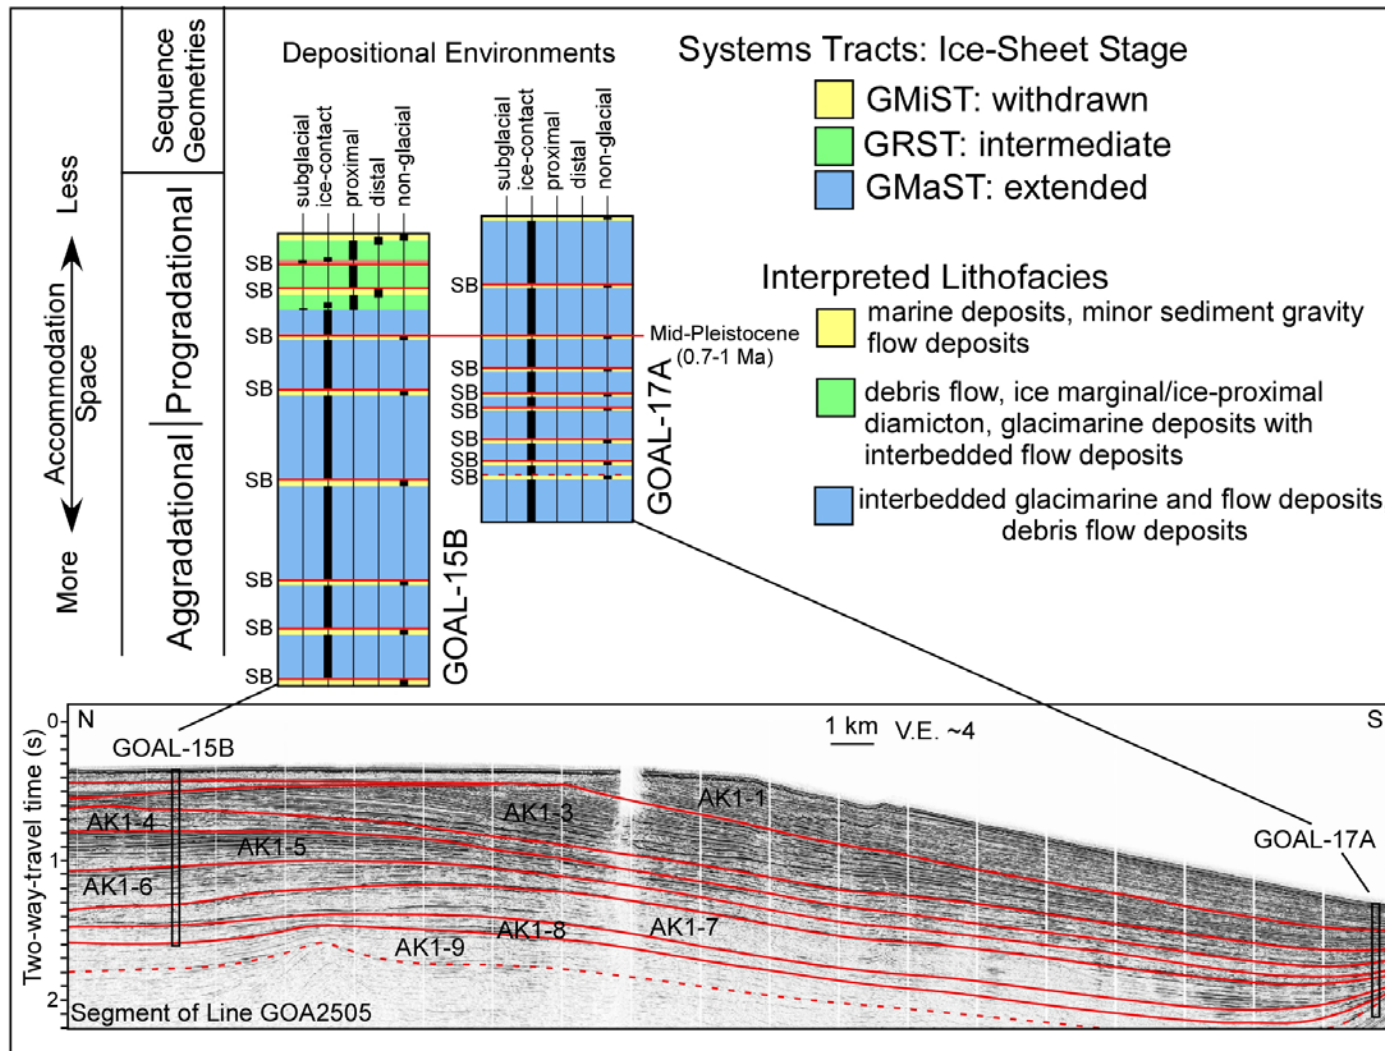 Less
Accommodation
Space
More
Sequence
Geometries
Progradational
Aggradational
Depositional Environments
subglacial
ice-contact
proximal
distal
non-glacial
SB
SB
SB
SB
SB
SB
SB
SB
GOAL-15B
subglacial
ice-contact
proximal
distal
non-glacial
SB
SB
SB
SB
SB
SB
SB
GOAL-17A
Mid-Pleistocene
(0.7-1 Ma)
Systems Tracts: Ice-Sheet Stage
GMiST: withdrawn
GRST: intermediate
GMaST: extended
Interpreted Lithofacies
marine deposits, minor sediment gravity
flow deposits
debris flow, ice marginal/ice-proximal
diamicton, glacimarine deposits with
interbedded flow deposits
interbedded glacimarine and flow deposits
debris flow deposits
Two-way-travel time (s)
0
1
2
N
S
1 km V.E. ~4
GOAL-15B
GOAL-17A
AK1-1
AK1-3
AK1-4
AK1-5
AK1-6
AK1-7
AK1-8
AK1-9
Segment of Line GOA2505